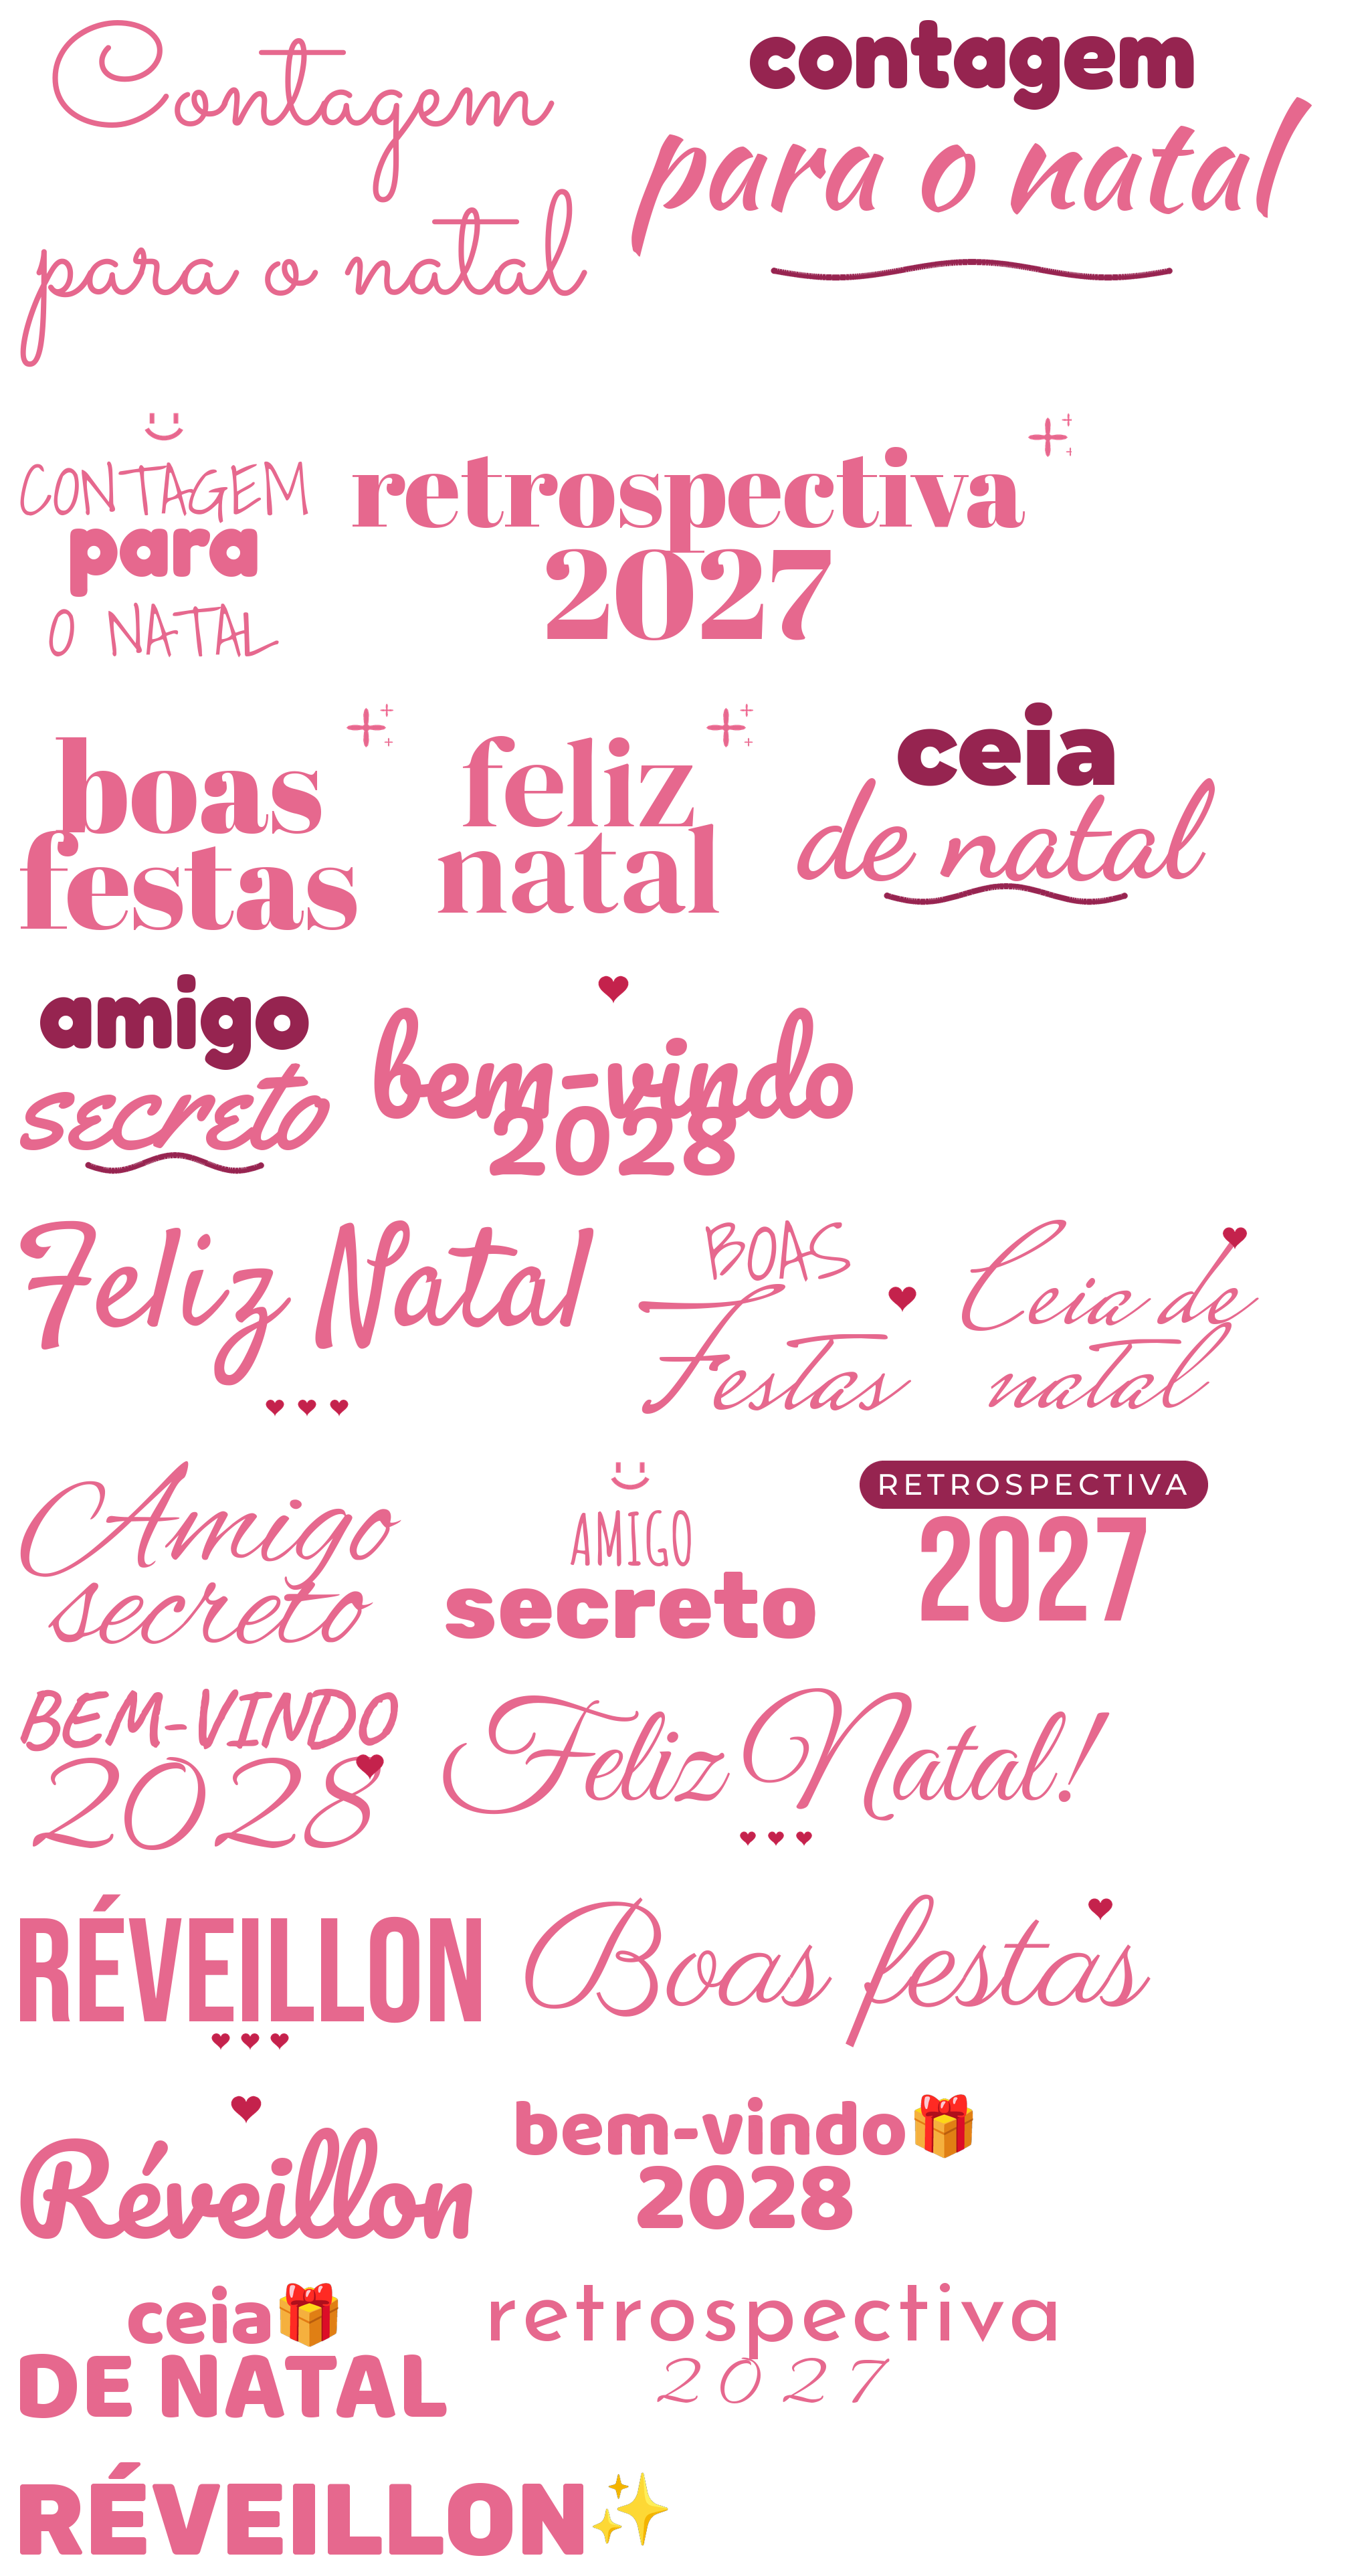 Contagem
para o natal
contagem
para o natal
CONTAGEM
para
O NATAL
retrospectiva
2027
boas
festas
feliz
natal
ceia
de natal
amigo
secreto
bem-vindo
2028
Feliz Natal
BOAS
Festas
Ceia de
natal
Amigo
secreto
AMIGO
secreto
RETROSPECTIVA
2027
BEM-VINDO
2028
Feliz Natal!
RÉVEILLON
Boas festas
Réveillon
bem-vindo
2028
ceia
DE NATAL
retrospectiva
2027
RÉVEILLON